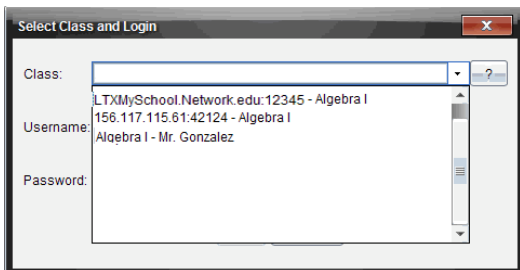 Select Class and Login
x
Class:
-?-
LTXMySchool.Network.edu:12345 - Algebra I
156.117.115.61:42124 - Algebra I
Username:
Algebra I - Mr. Gonzalez
Password: